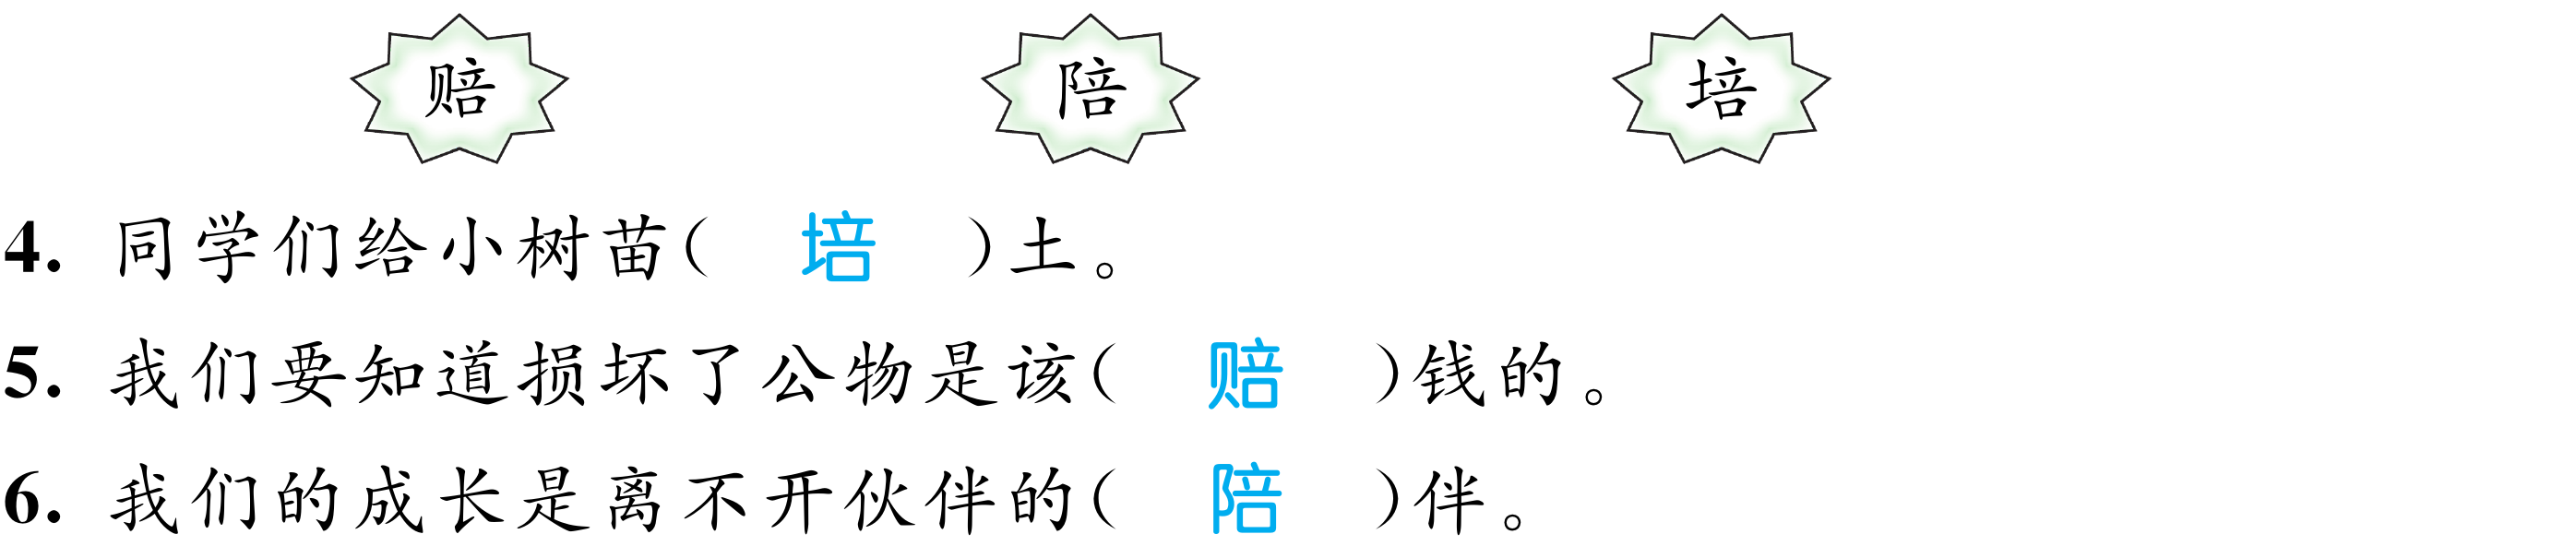 赔 陪 培
4. 同学们给小树苗( 培 )土。
5. 我们要知道损坏了公物是该( 赔 )钱的。
6. 我们的成长是离不开伙伴的( 陪 )伴。